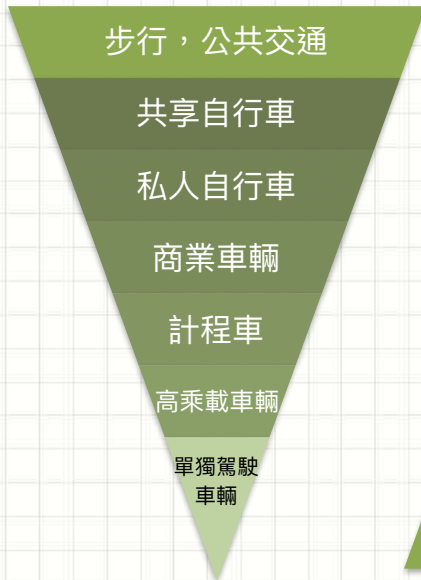 步行，公共交通
共享自行車
私人自行車
商業車輛
計程車
高乘載車輛
單獨駕駛
車輛